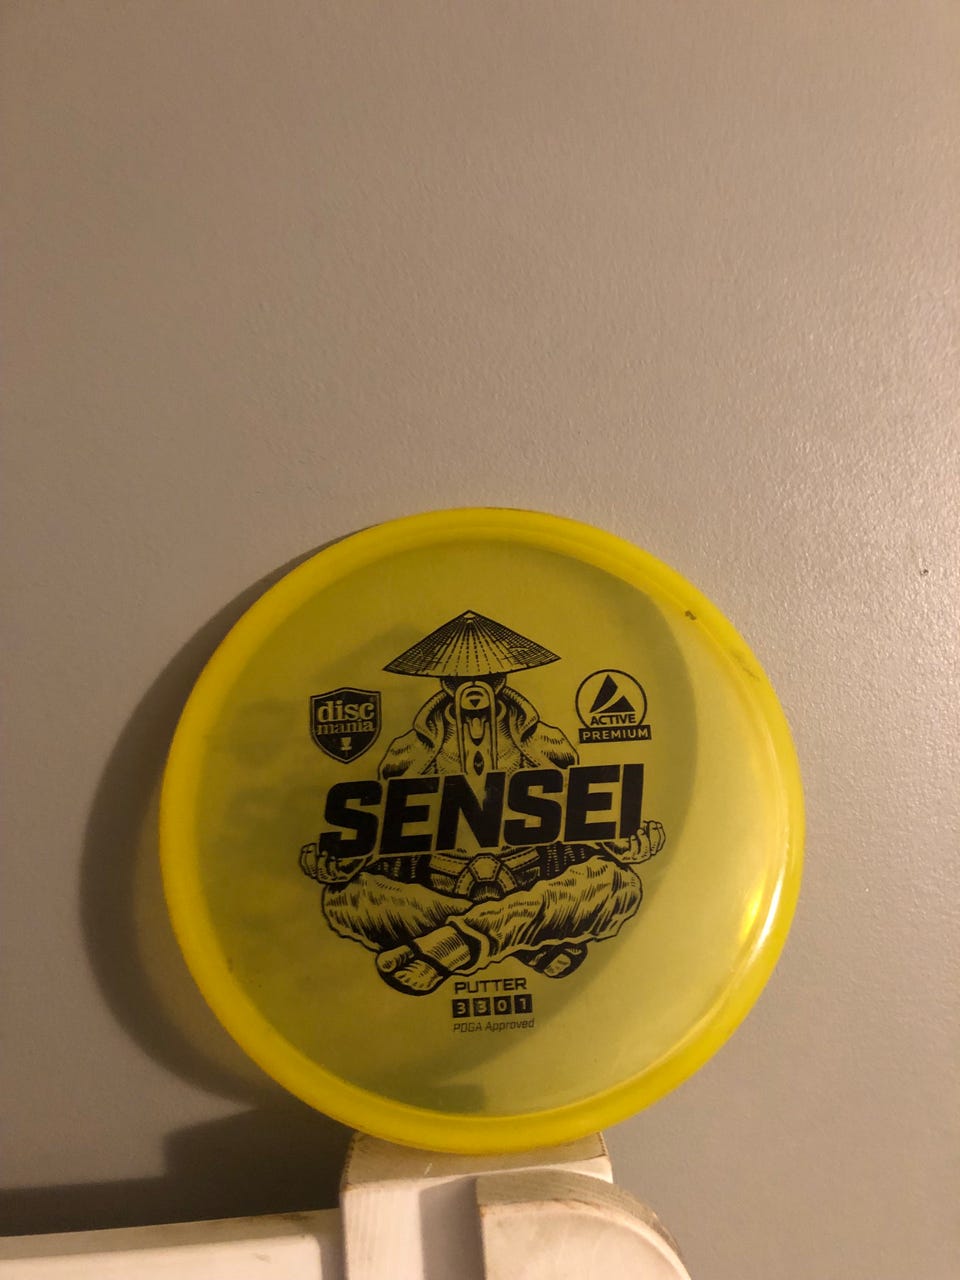 disc
mania
ACTIVE
PREMIUM
SENSEI
PUTTER
3 3 0 1
PDGA Approved